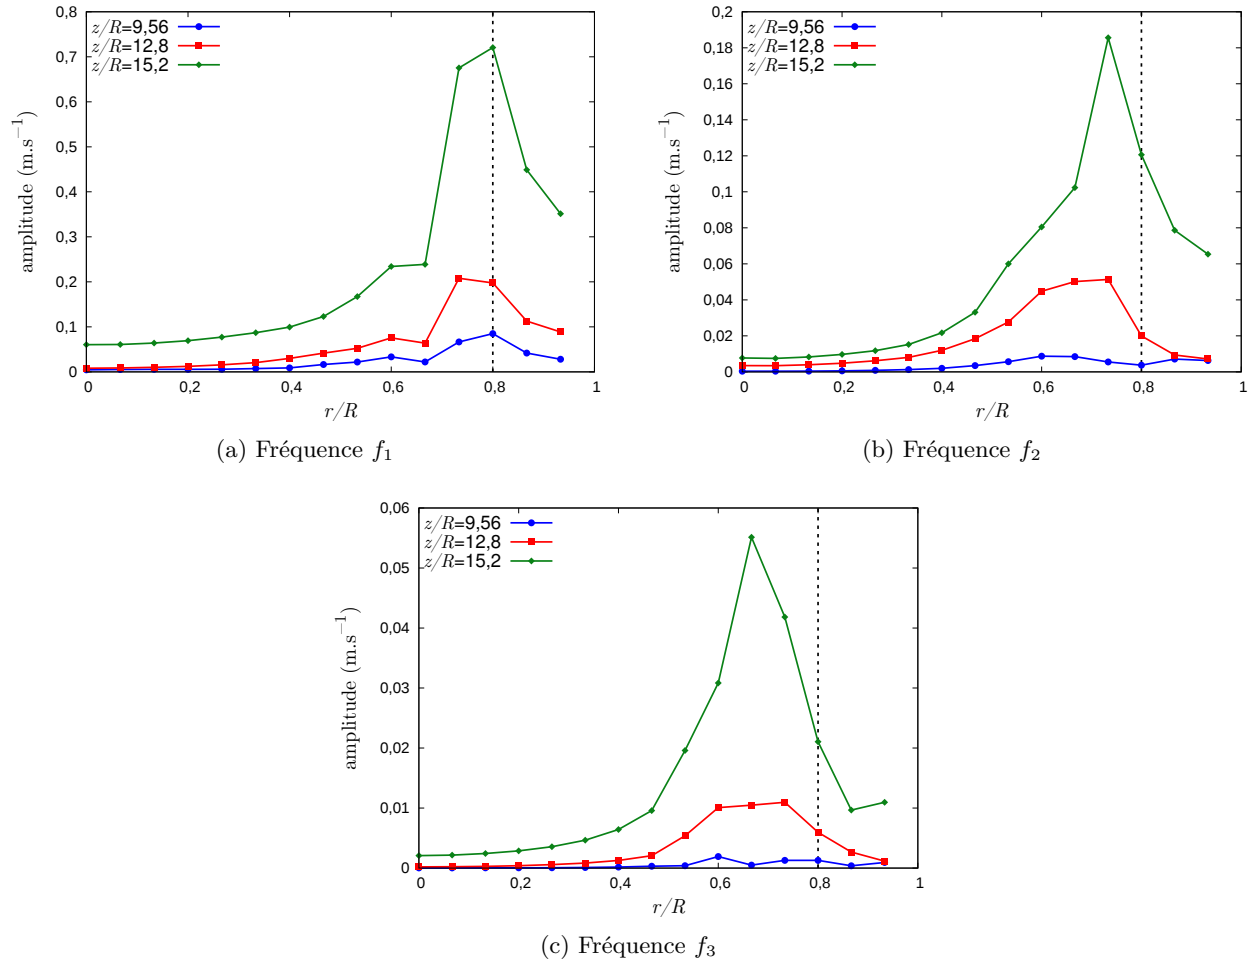 z/R=9,56
z/R=12,8
z/R=15,2
0,8
0,7
0,6
0,5
0,4
0,3
0,2
0,1
0
amplitude (m.s⁻¹)
0 0,2 0,4 0,6 0,8 1
r/R
(a) Fréquence f₁
z/R=9,56
z/R=12,8
z/R=15,2
0,2
0,18
0,16
0,14
0,12
0,1
0,08
0,06
0,04
0,02
0
amplitude (m.s⁻¹)
0 0,2 0,4 0,6 0,8 1
r/R
(b) Fréquence f₂
z/R=9,56
z/R=12,8
z/R=15,2
0,06
0,05
0,04
0,03
0,02
0,01
0
amplitude (m.s⁻¹)
0 0,2 0,4 0,6 0,8 1
r/R
(c) Fréquence f₃